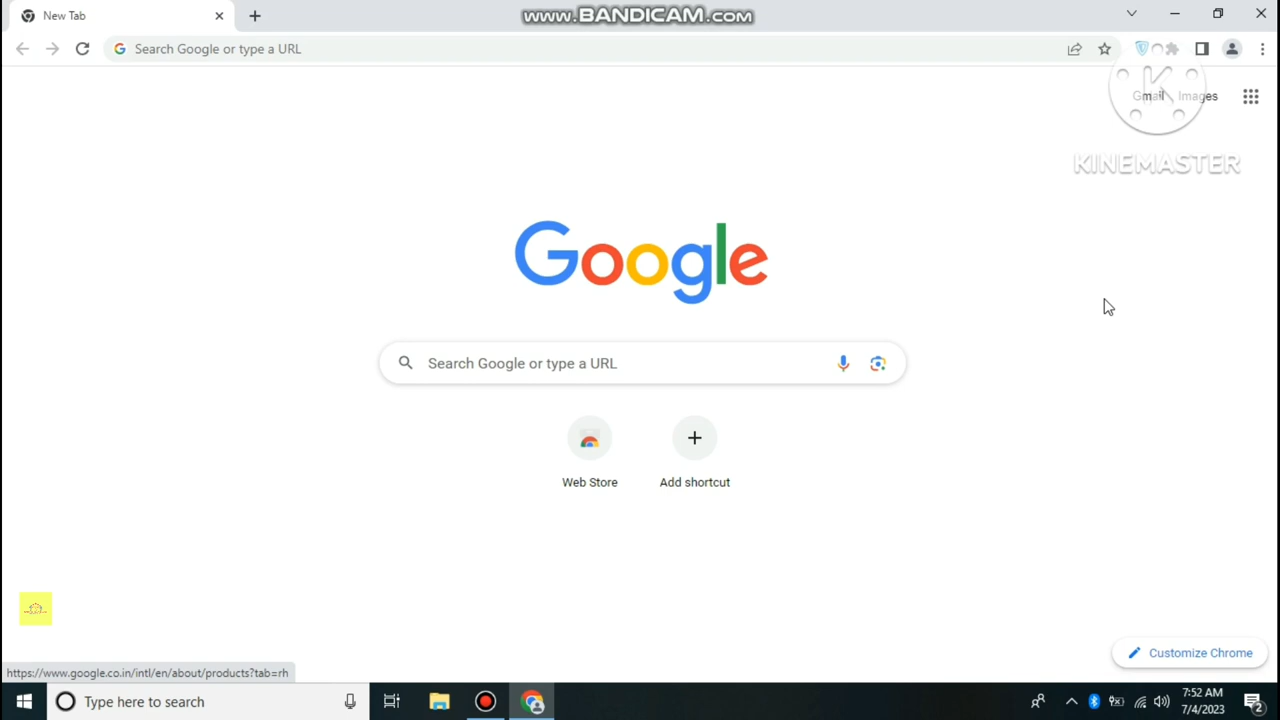 New Tab
www.BANDICAM.com
Search Google or type a URL
Gmail
Images
KINEMASTER
Google
Search Google or type a URL
Web Store
Add shortcut
Customize Chrome
https://www.google.co.in/intl/en/about/products?tab=rh
Type here to search
7:52 AM
7/4/2023
2